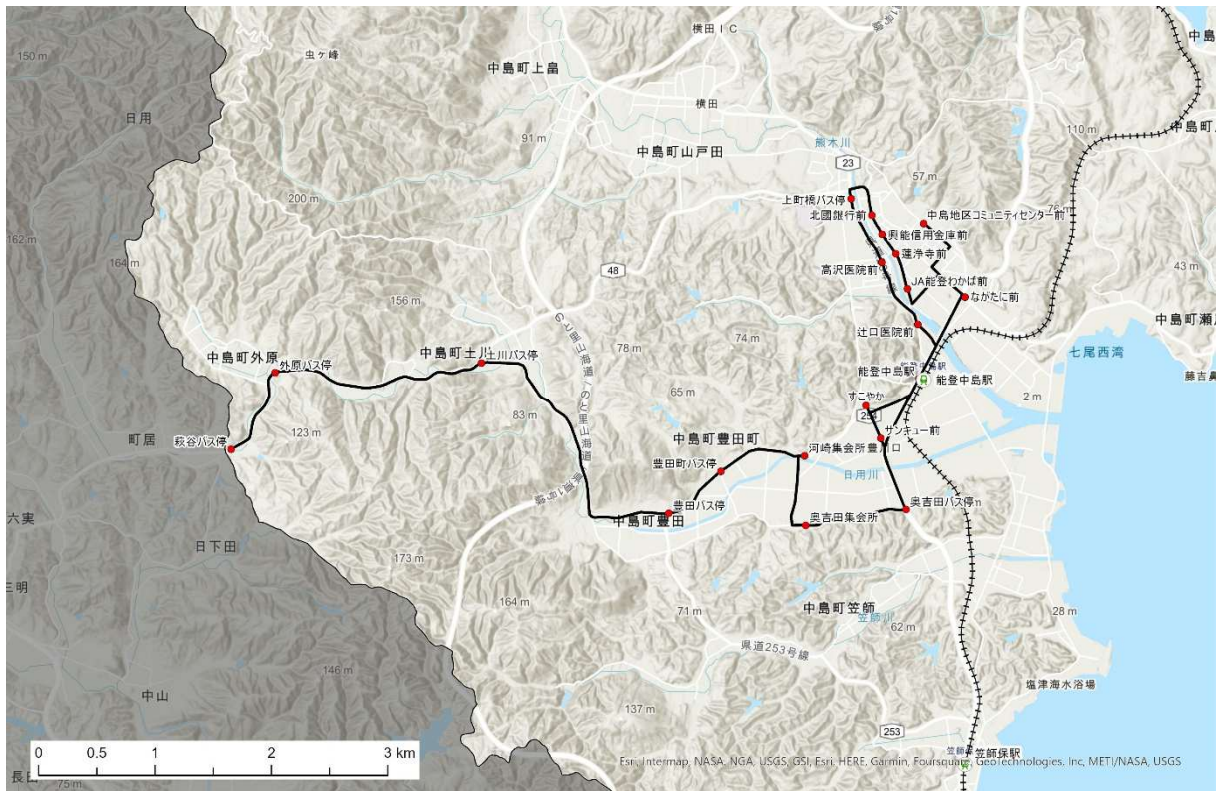 150 m
虫ヶ峰
横田ＩＣ
中島町上畠
日用
横田
91 m
110 m
中島町山戸田
熊木川
23
57 m
200 m
上町橋バス停
北國銀行前
中島地区コミュニティセンター前
162 m
興能信用金庫前
164 m
蓮浄寺前
高沢医院前
43 m
48
JA能登わかば前
ながたに前
156 m
辻口医院前
74 m
78 m
七尾西湾
中島町外原
中島町土川
土川バス停
外原バス停
能登中島駅
能登中島駅
藤吉鼻
65 m
すこやか
2 m
83 m
町居
123 m
萩谷バス停
サンキュー前
中島町豊田町
河崎集会所豊川口
豊田町バス停
日用川
六実
中島町豊田
豊田バス停
奥吉田バス停
奥吉田集会所
日下田
173 m
三明
164 m
71 m
中島町笠師
笠師川
62 m
28 m
県道253号線
146 m
中山
塩津海水浴場
137 m
253
笠師保駅
0 0.5 1 2 3 km
75 m
Esri, Intermap, NASA, NGA, USGS, GSI, Esri, HERE, Garmin, Foursquare, GeoTechnologies, Inc, METI/NASA, USGS